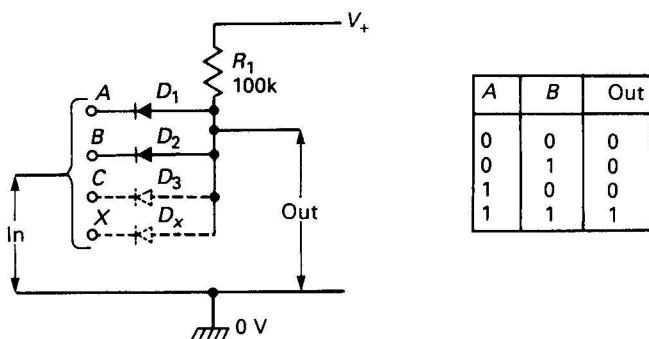 V+
R1
100k
A D1
B D2
C D3
X Dx
In
Out
0 V
A B Out
0 0 0
0 1 0
1 0 0
1 1 1